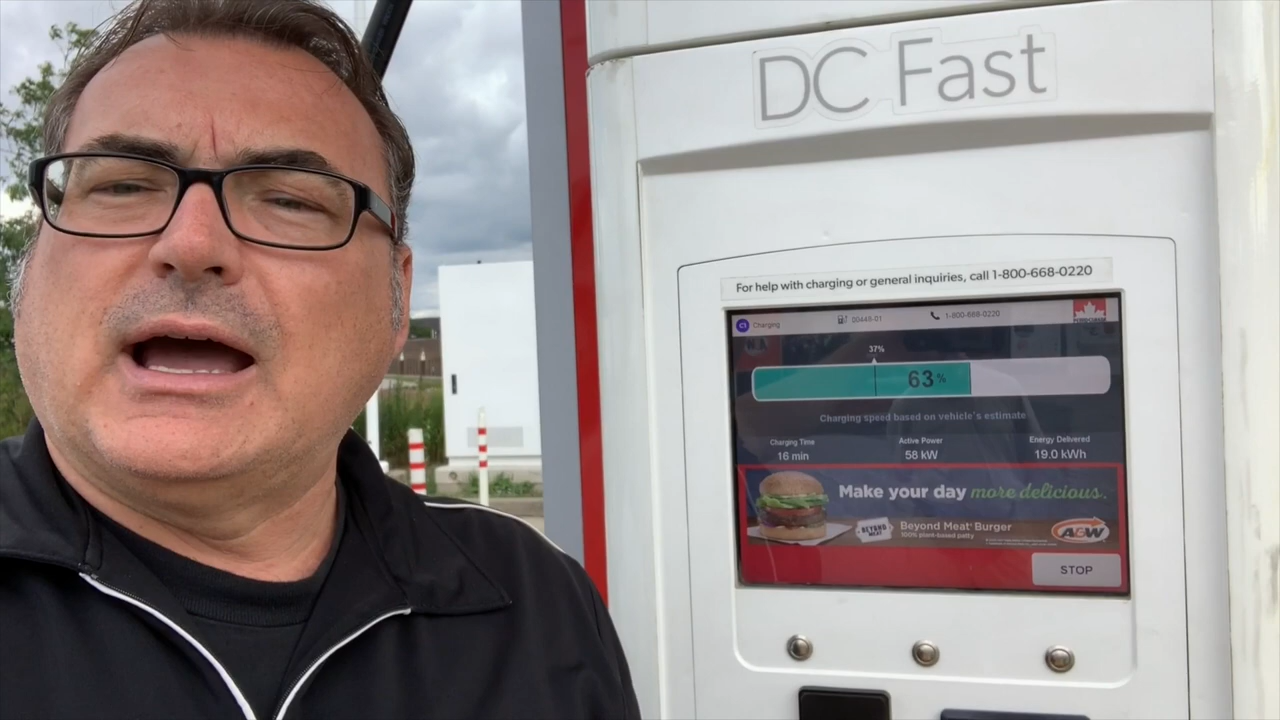 DC Fast
For help with charging or general inquiries, call 1-800-668-0220
Charging
00448-01
1-800-668-0220
37%
63%
Charging speed based on vehicle's estimate
Charging Time
16 min
Active Power
58 kW
Energy Delivered
19.0 kWh
Make your day more delicious.
BEYOND
MEAT
Beyond Meat Burger
100% plant-based patty
A&W
STOP